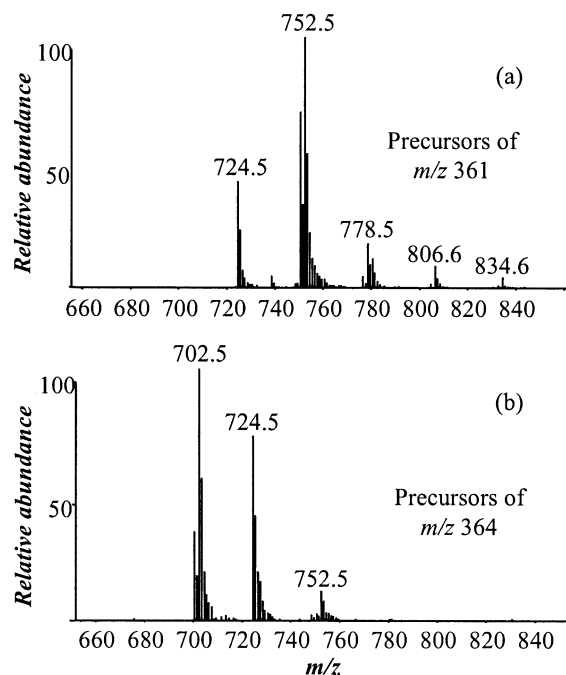 752.5
100
(a)
Relative abundance
Precursors of
m/z 361
724.5
50
778.5
806.6
834.6
660 680 700 720 740 760 780 800 820 840
702.5
100
(b)
724.5
Relative abundance
Precursors of
m/z 364
50
752.5
660 680 700 720 740 760 780 800 820 840
m/z